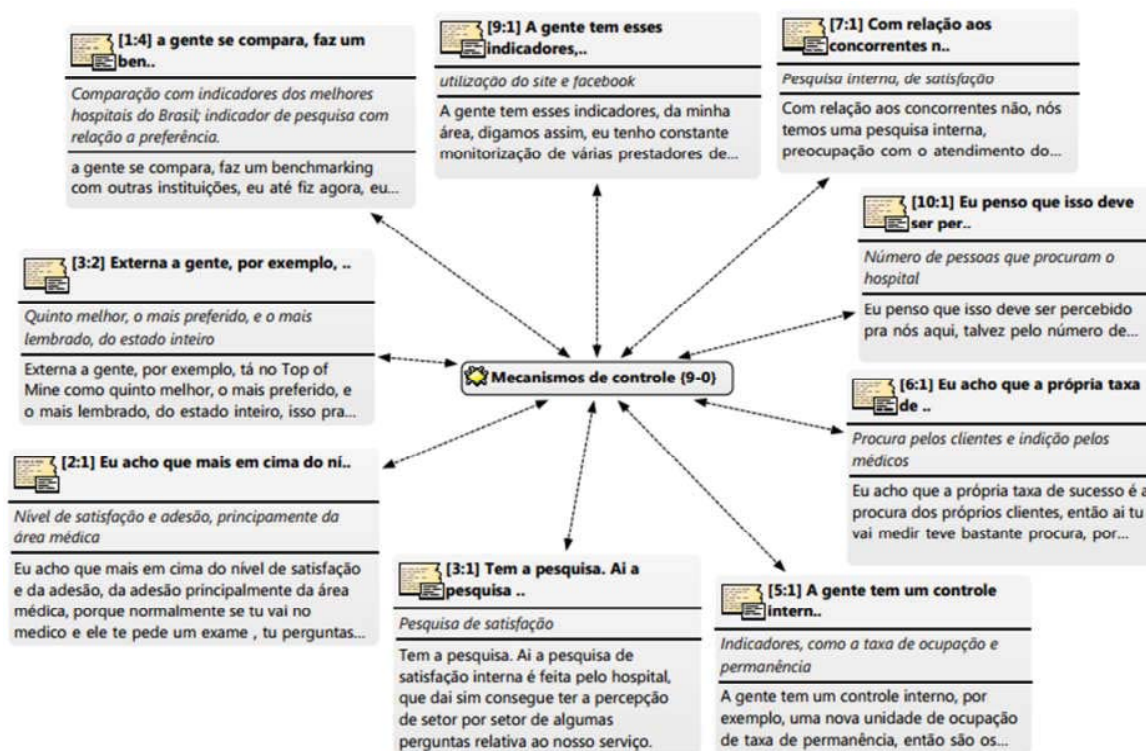 [1:4] a gente se compara, faz um
ben..
Comparação com indicadores dos melhores
hospitais do Brasil; indicador de pesquisa com
relação a preferência.
a gente se compara, faz um benchmarking
com outras instituições, eu até fiz agora, eu...
[9:1] A gente tem esses
indicadores,..
utilização do site e facebook
A gente tem esses indicadores, da minha
área, digamos assim, eu tenho constante
monitorização de várias prestadores de...
[7:1] Com relação aos
concorrentes n..
Pesquisa interna, de satisfação
Com relação aos concorrentes não, nós
temos uma pesquisa interna,
preocupação com o atendimento do...
[10:1] Eu penso que isso deve
ser per..
Número de pessoas que procuram o
hospital
Eu penso que isso deve ser percebido
pra nós aqui, talvez pelo número de...
[3:2] Externa a gente, por exemplo, ..
Quinto melhor, o mais preferido, e o mais
lembrado, do estado inteiro
Externa a gente, por exemplo, tá no Top of
Mine como quinto melhor, o mais preferido, e
o mais lembrado, do estado inteiro, isso pra...
Mecanismos de controle {9-0}
[6:1] Eu acho que a própria taxa
de ..
Procura pelos clientes e indição pelos
médicos
Eu acho que a própria taxa de sucesso é a
procura dos próprios clientes, então ai tu
vai medir teve bastante procura, por...
[2:1] Eu acho que mais em cima do ní..
Nível de satisfação e adesão, principamente da
área médica
Eu acho que mais em cima do nível de satisfação
e da adesão, da adesão principalmente da área
médica, porque normalmente se tu vai no
medico e ele te pede um exame , tu perguntas...
[3:1] Tem a pesquisa. Ai a
pesquisa ..
Pesquisa de satisfação
Tem a pesquisa. Ai a pesquisa de
satisfação interna é feita pelo hospital,
que dai sim consegue ter a percepção
de setor por setor de algumas
perguntas relativa ao nosso serviço.
[5:1] A gente tem um controle
intern..
Indicadores, como a taxa de ocupação e
permanência
A gente tem um controle interno, por
exemplo, uma nova unidade de ocupação
de taxa de permanência, então são os...